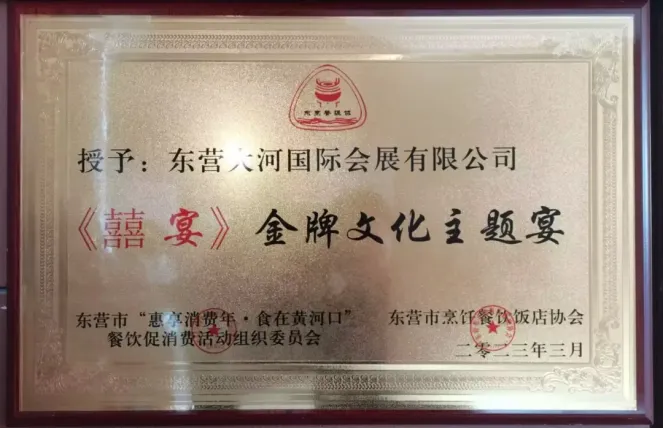 授予：东营大河国际会展有限公司
《囍宴》金牌文化主题宴
东营市“惠享消费年·食在黄河口”
餐饮促消费活动组织委员会
东营市烹饪餐饮饭店协会
二零二三年三月